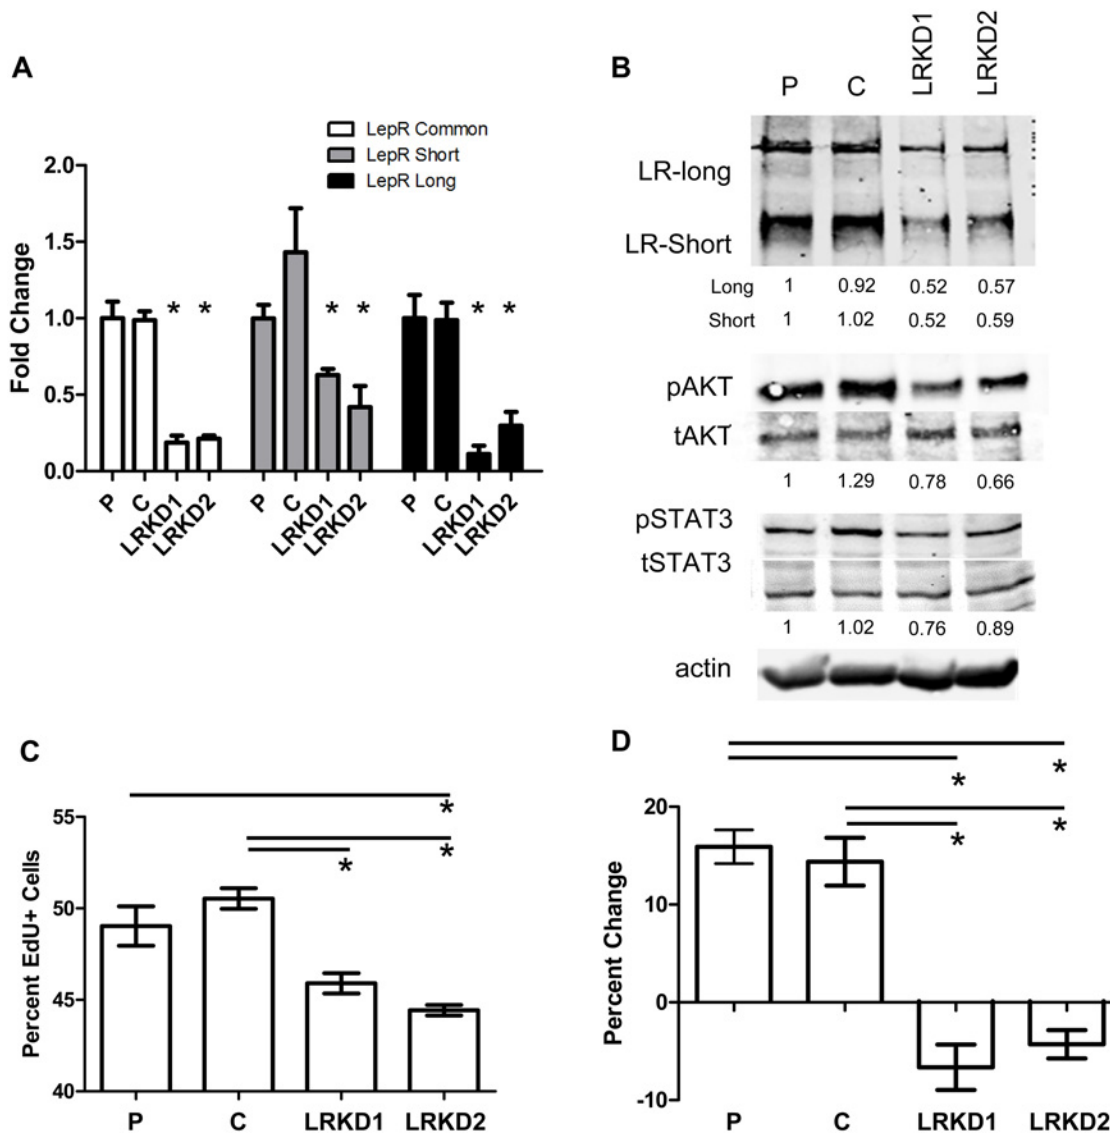 A
LepR Common
LepR Short
LepR Long
Fold Change
2.0
1.5
1.0
0.5
0.0
* * * * * *
P C LRKD1 LRKD2 P C LRKD1 LRKD2 P C LRKD1 LRKD2
B
P C LRKD1 LRKD2
LR-long
LR-Short
Long 1 0.92 0.52 0.57
Short 1 1.02 0.52 0.59
pAKT
tAKT
1 1.29 0.78 0.66
pSTAT3
tSTAT3
1 1.02 0.76 0.89
actin
C
Percent EdU+ Cells
55
50
45
40
*
* *
P C LRKD1 LRKD2
D
Percent Change
20
10
0
-10
* *
* *
P C LRKD1 LRKD2